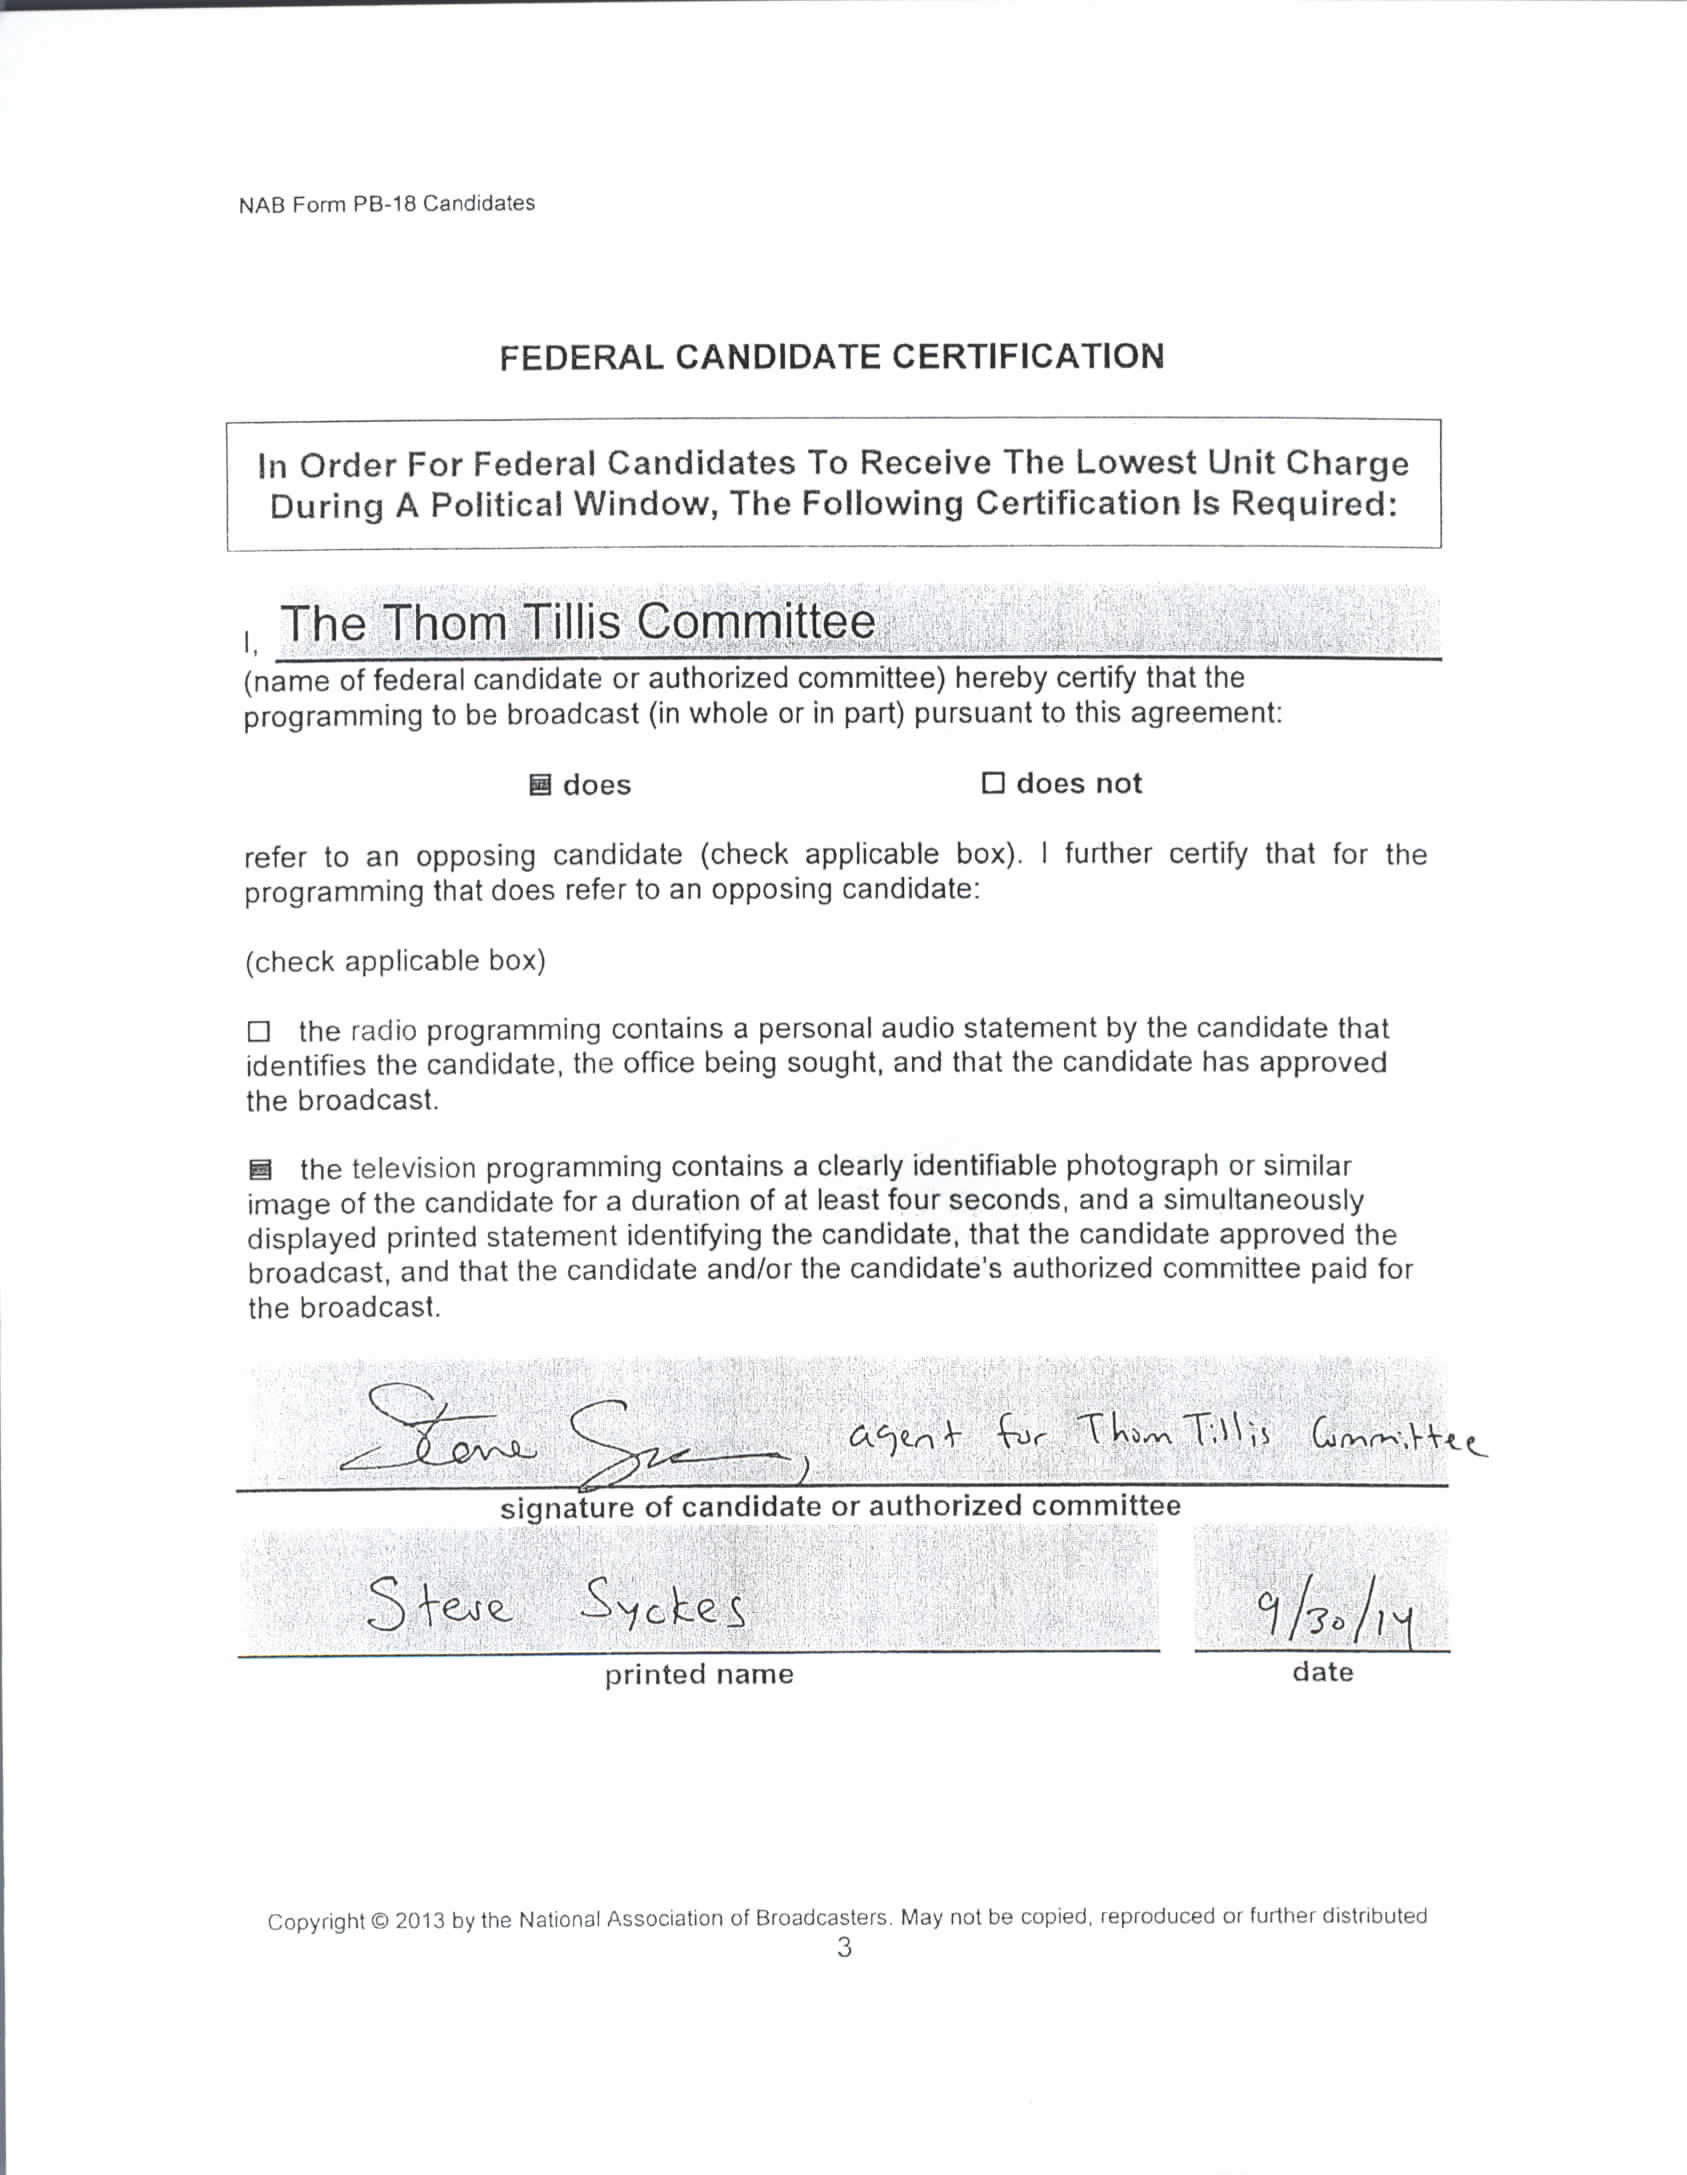 NAB Form PB-18 Candidates
FEDERAL CANDIDATE CERTIFICATION
In Order For Federal Candidates To Receive The Lowest Unit Charge
During A Political Window, The Following Certification Is Required:
I, The Thom Tillis Committee
(name of federal candidate or authorized committee) hereby certify that the
programming to be broadcast (in whole or in part) pursuant to this agreement:
does ☐ does not
refer to an opposing candidate (check applicable box). I further certify that for the
programming that does refer to an opposing candidate:
(check applicable box)
☐ the radio programming contains a personal audio statement by the candidate that
identifies the candidate, the office being sought, and that the candidate has approved
the broadcast.
the television programming contains a clearly identifiable photograph or similar
image of the candidate for a duration of at least four seconds, and a simultaneously
displayed printed statement identifying the candidate, that the candidate approved the
broadcast, and that the candidate and/or the candidate's authorized committee paid for
the broadcast.
agent for Thom Tillis Committee
signature of candidate or authorized committee
Steve Syckes 9/30/14
printed name date
Copyright © 2013 by the National Association of Broadcasters. May not be copied, reproduced or further distributed
3